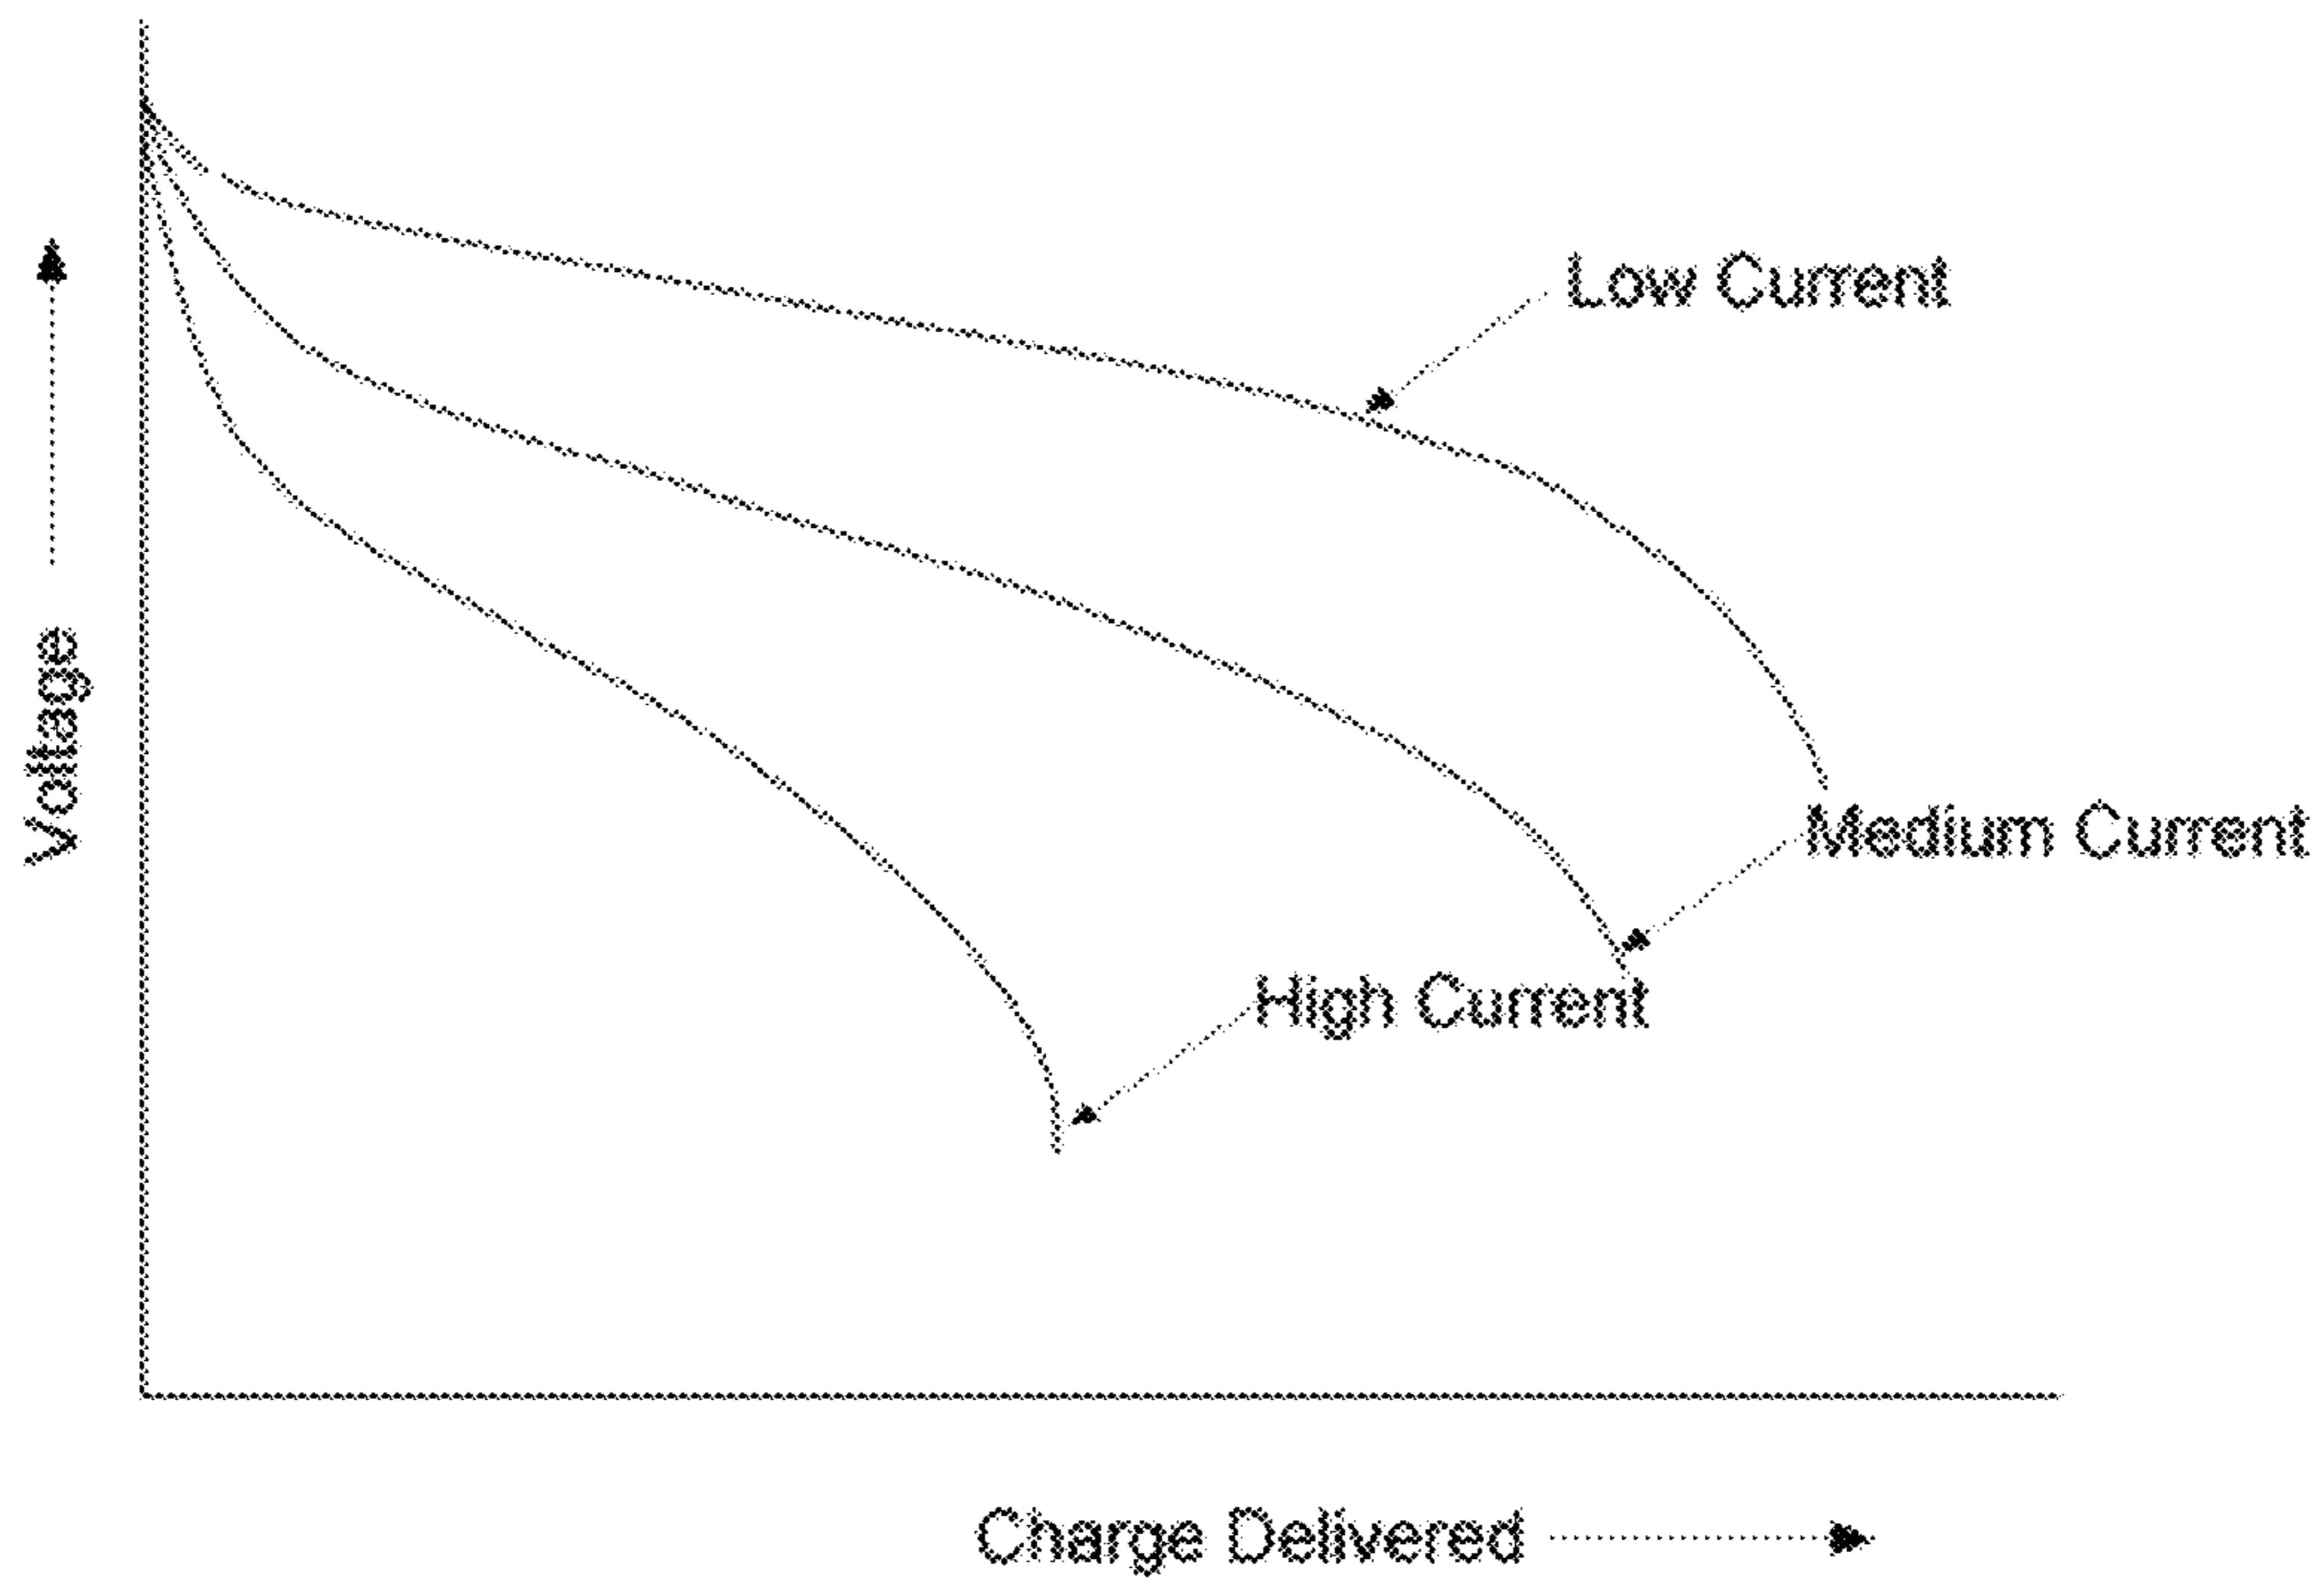 Low Current
Voltage
Medium Current
High Current
Charge Delivered